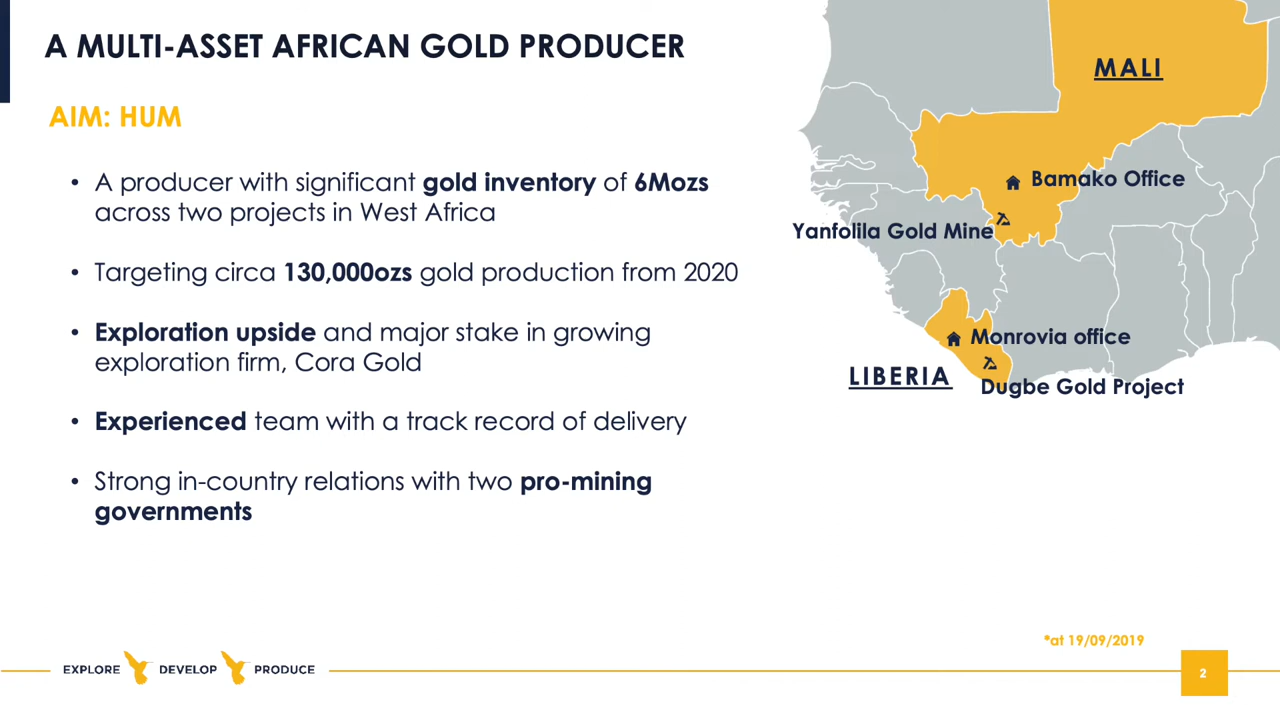 A MULTI-ASSET AFRICAN GOLD PRODUCER
AIM: HUM
• A producer with significant gold inventory of 6Mozs
across two projects in West Africa
• Targeting circa 130,000ozs gold production from 2020
• Exploration upside and major stake in growing
exploration firm, Cora Gold
• Experienced team with a track record of delivery
• Strong in-country relations with two pro-mining
governments
MALI
Bamako Office
Yanfolila Gold Mine
Monrovia office
LIBERIA
Dugbe Gold Project
*at 19/09/2019
EXPLORE DEVELOP PRODUCE
2